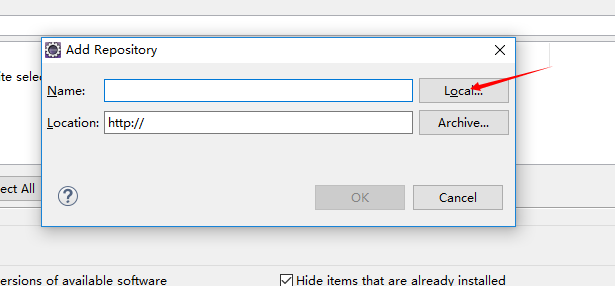 Add Repository
ite selec
Name:
Local...
Location: http://
Archive...
ect All
OK
Cancel
ersions of available software
Hide items that are already installed